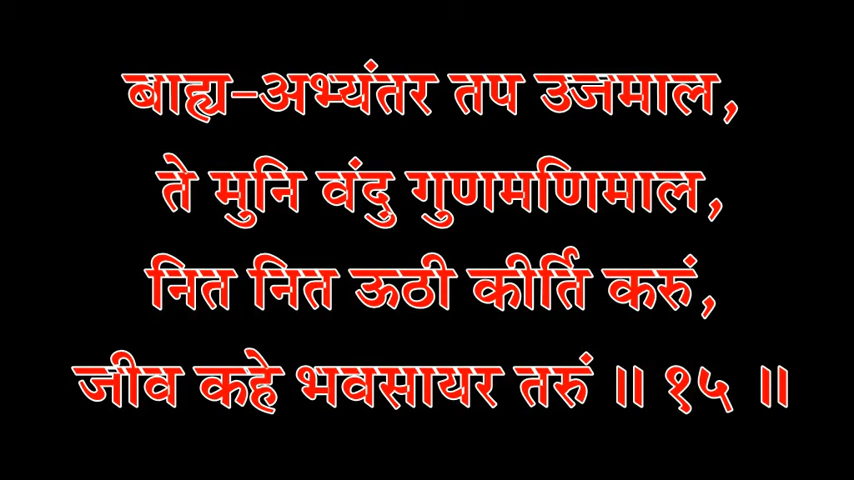 बाह्य-अभ्यंतर तप उजमाल,
ते मुनि वंदु गुणमणिमाल,
नित नित ऊठी कीर्ति करुं,
जीव कहे भवसायर तरुं ॥ १५ ॥